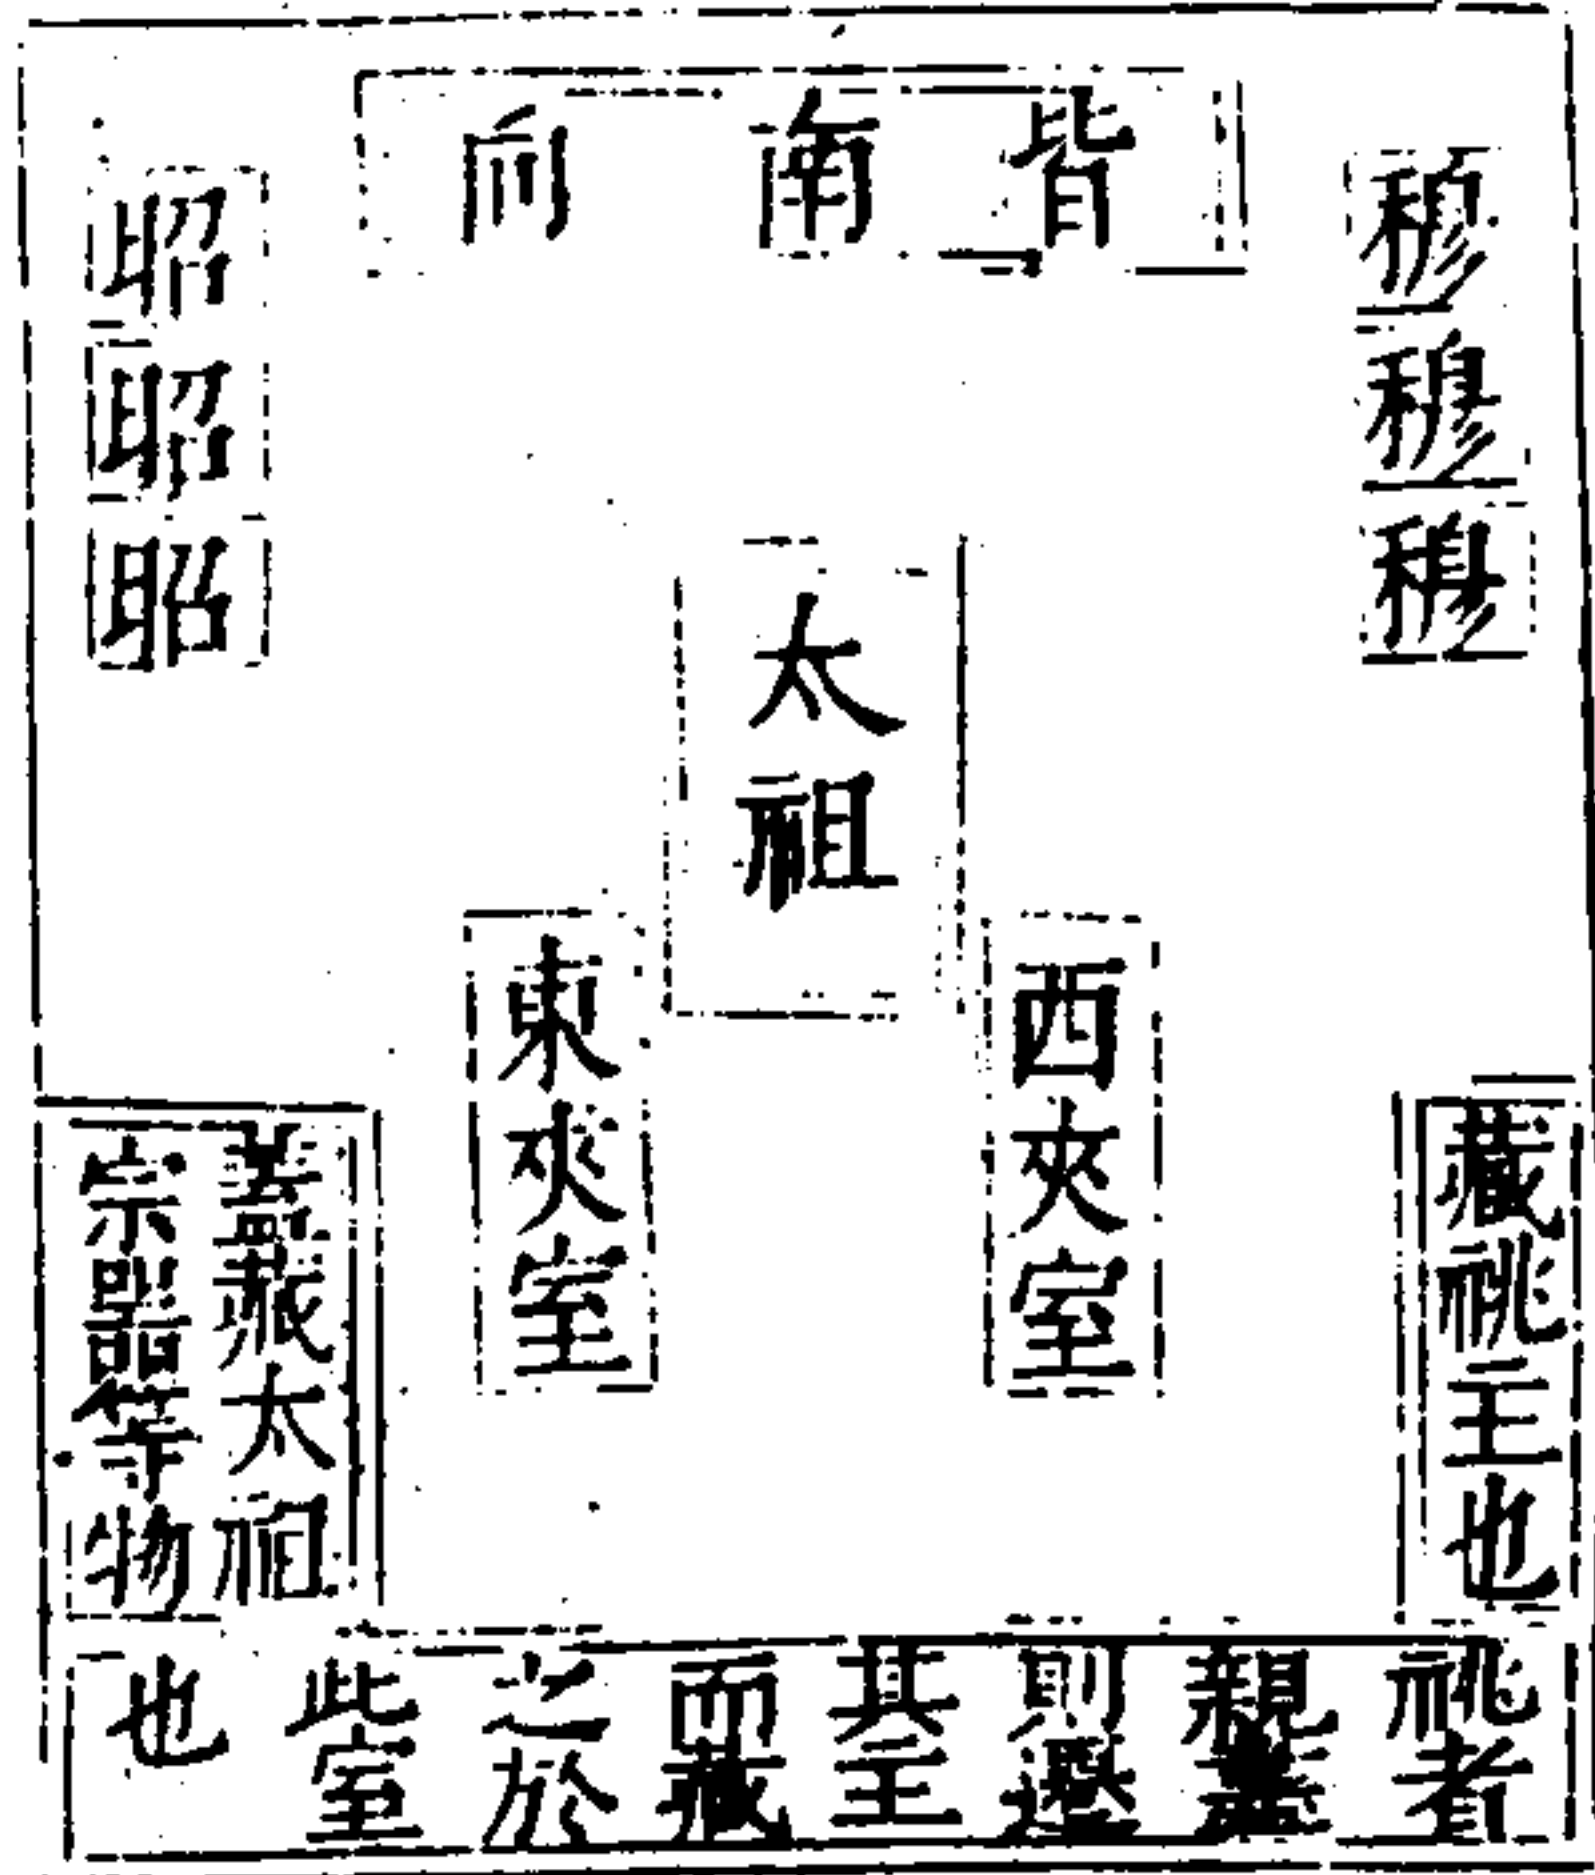 皆南向
穆
穆
穆
昭
昭
昭
太祖
西夾室
東夾室
藏祧主也
蓋藏太祖
宗器等物
祧者
親盡
則遷
其主
而藏
之於
此室
也